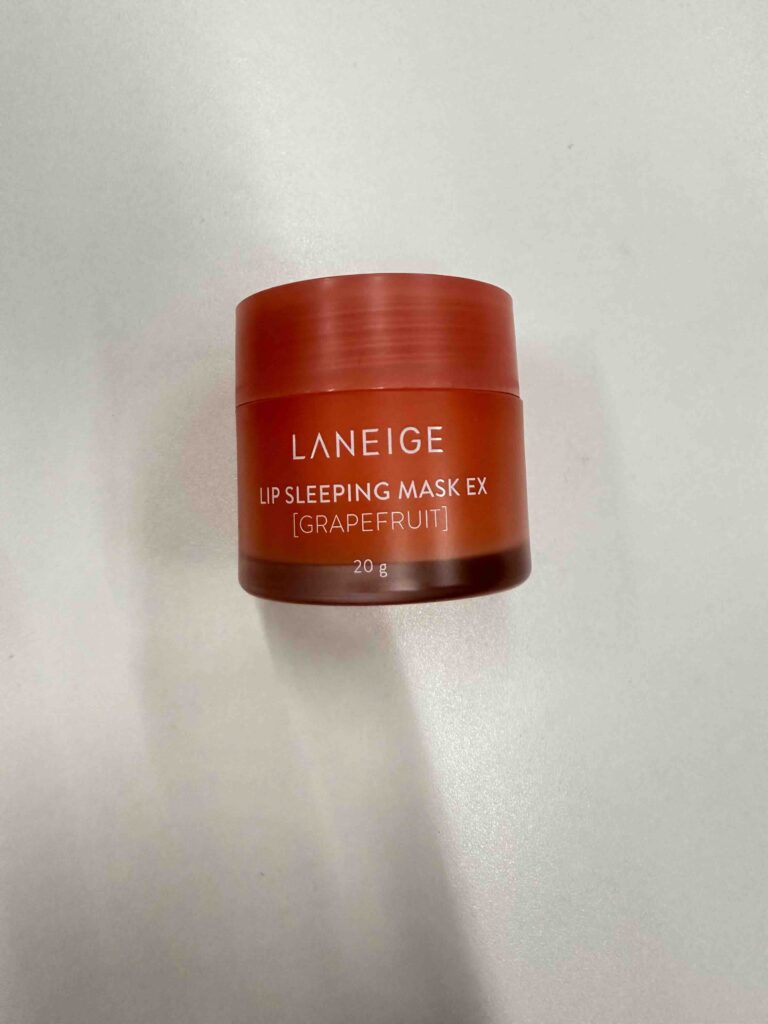 LANEIGE
LIP SLEEPING MASK EX
[GRAPEFRUIT]
20 g